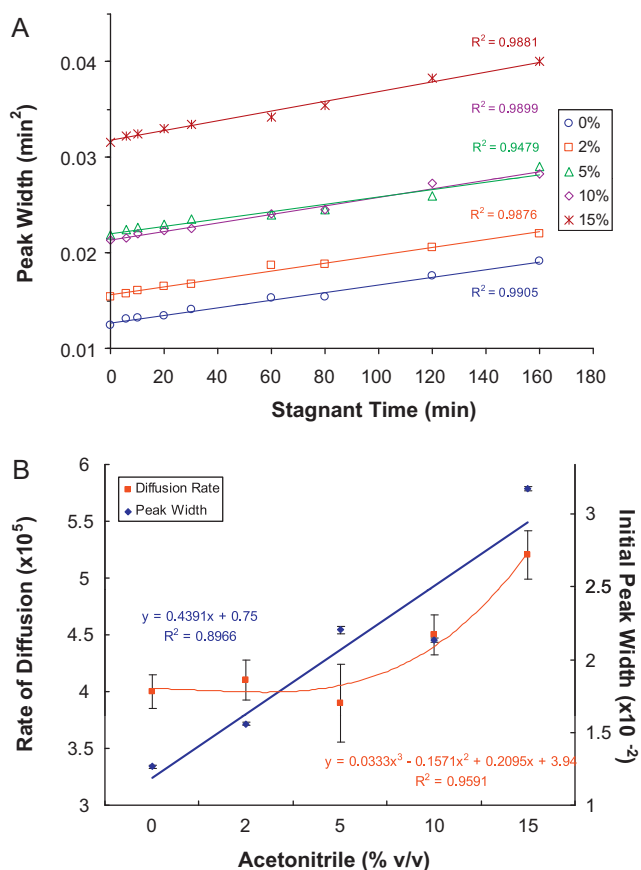 A
Peak Width (min²)
0.04
0.03
0.02
0.01
R² = 0.9881
R² = 0.9899
R² = 0.9479
R² = 0.9876
R² = 0.9905
0%
2%
5%
10%
15%
0 20 40 60 80 100 120 140 160 180
Stagnant Time (min)
B
Rate of Diffusion (x10⁵)
6
5.5
5
4.5
4
3.5
3
Diffusion Rate
Peak Width
y = 0.4391x + 0.75
R² = 0.8966
y = 0.0333x³ - 0.1571x² + 0.2095x + 3.94
R² = 0.9591
3
2.5
2
1.5
1
Initial Peak Width (x10⁻²)
0 2 5 10 15
Acetonitrile (% v/v)